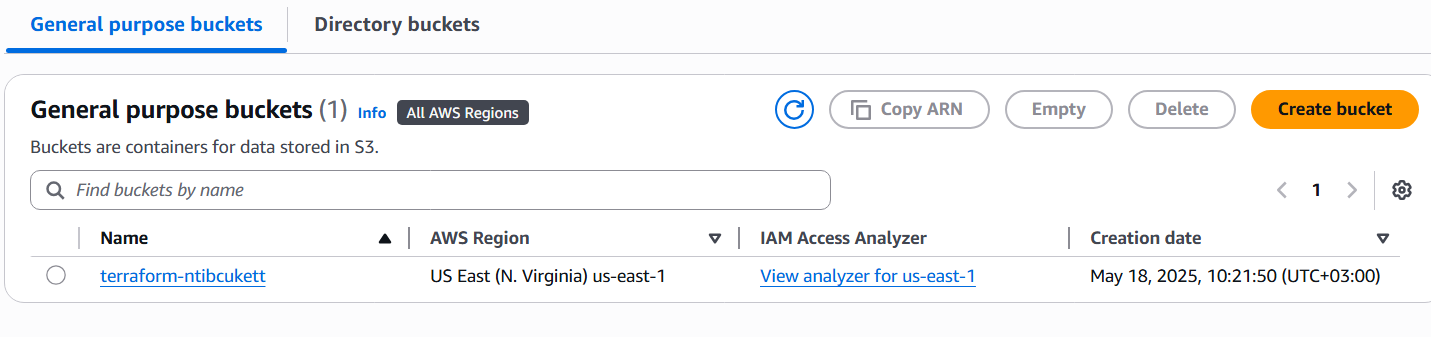 General purpose buckets Directory buckets
General purpose buckets (1) Info All AWS Regions Copy ARN Empty Delete Create bucket
Buckets are containers for data stored in S3.
Find buckets by name 1
Name AWS Region IAM Access Analyzer Creation date
terraform-ntibcukett US East (N. Virginia) us-east-1 View analyzer for us-east-1 May 18, 2025, 10:21:50 (UTC+03:00)